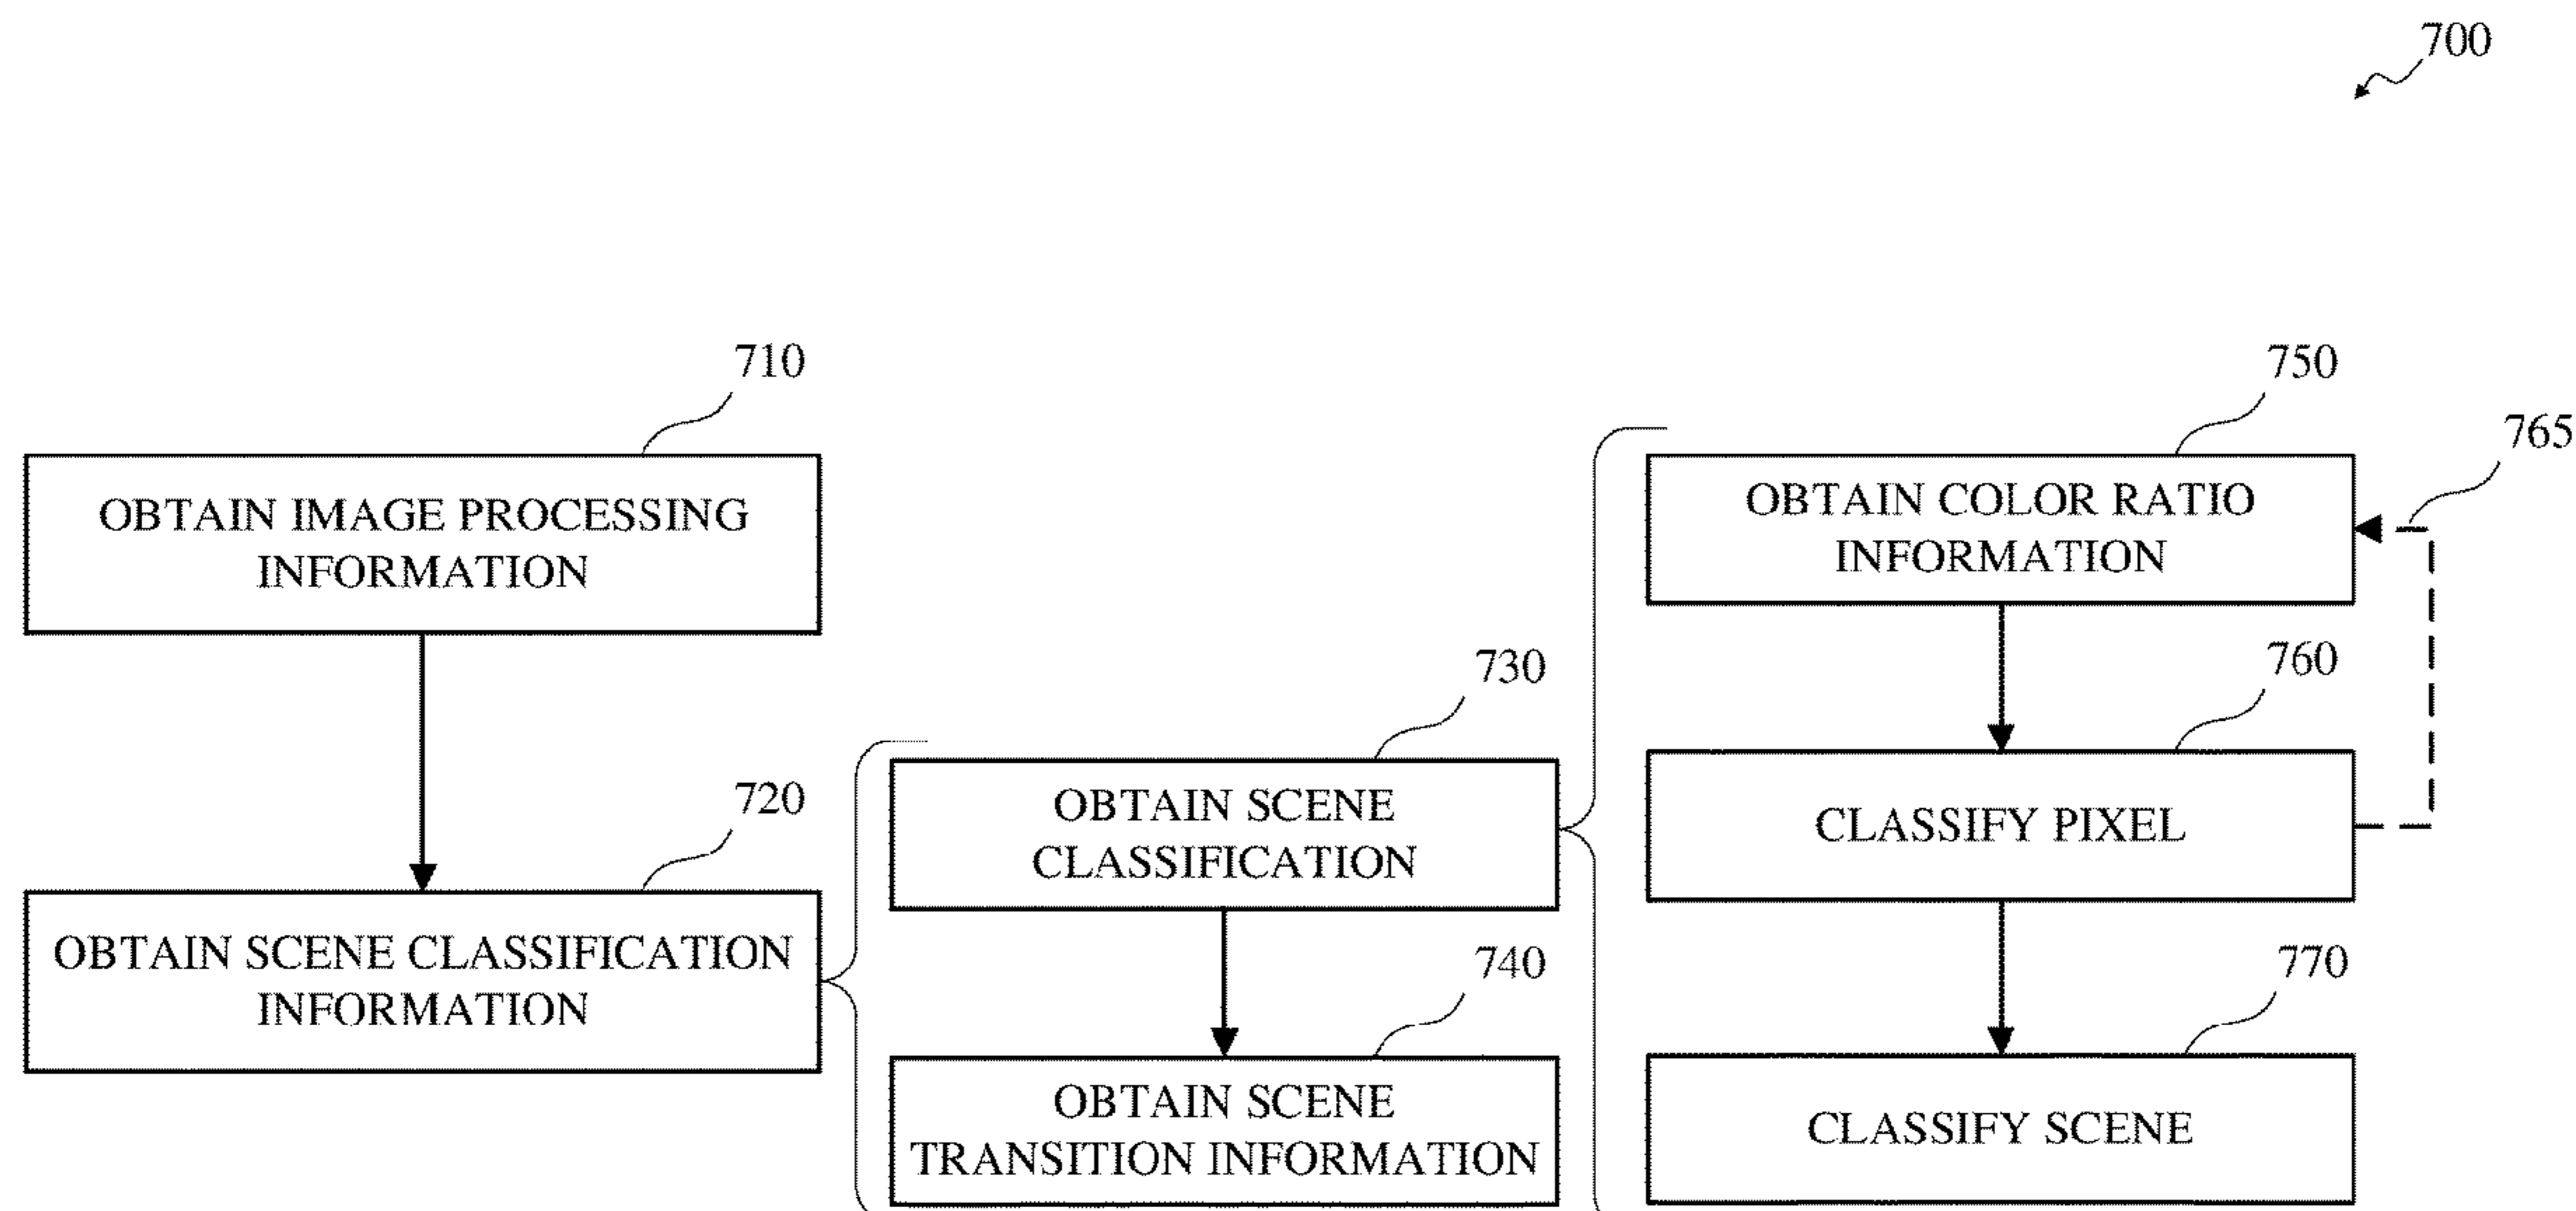 700
710
OBTAIN IMAGE PROCESSING
INFORMATION
720
OBTAIN SCENE CLASSIFICATION
INFORMATION
730
OBTAIN SCENE
CLASSIFICATION
740
OBTAIN SCENE
TRANSITION INFORMATION
750
OBTAIN COLOR RATIO
INFORMATION
765
760
CLASSIFY PIXEL
770
CLASSIFY SCENE